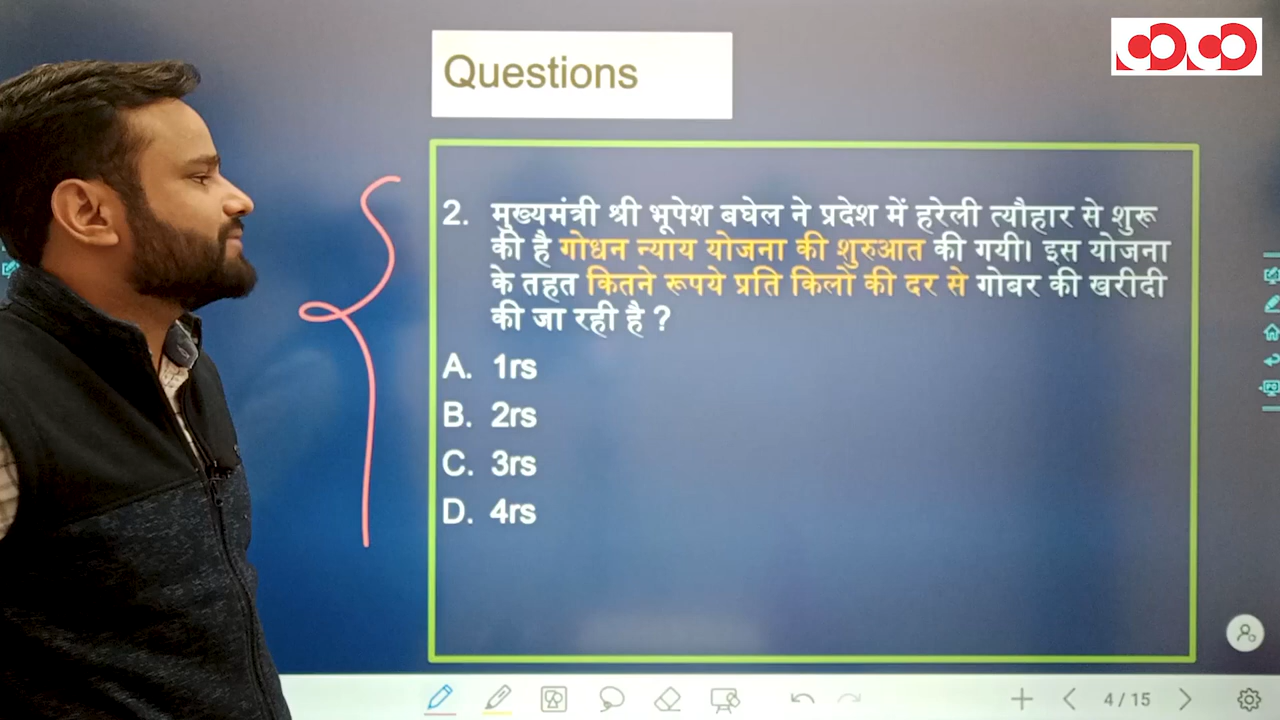 Questions
2. मुख्यमंत्री श्री भूपेश बघेल ने प्रदेश में हरेली त्यौहार से शुरू
की है गोधन न्याय योजना की शुरुआत की गयी। इस योजना
के तहत कितने रूपये प्रति किलो की दर से गोबर की खरीदी
की जा रही है ?
A. 1rs
B. 2rs
C. 3rs
D. 4rs
4 / 15